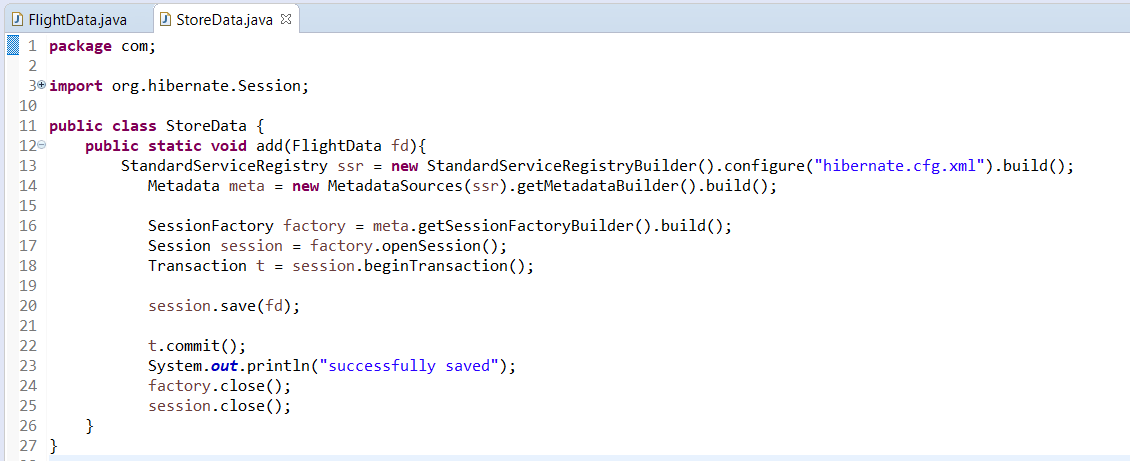 FlightData.java StoreData.java
1 package com;
2
3 import org.hibernate.Session;
10
11 public class StoreData {
12 public static void add(FlightData fd){
13 StandardServiceRegistry ssr = new StandardServiceRegistryBuilder().configure("hibernate.cfg.xml").build();
14 Metadata meta = new MetadataSources(ssr).getMetadataBuilder().build();
15
16 SessionFactory factory = meta.getSessionFactoryBuilder().build();
17 Session session = factory.openSession();
18 Transaction t = session.beginTransaction();
19
20 session.save(fd);
21
22 t.commit();
23 System.out.println("successfully saved");
24 factory.close();
25 session.close();
26 }
27 }